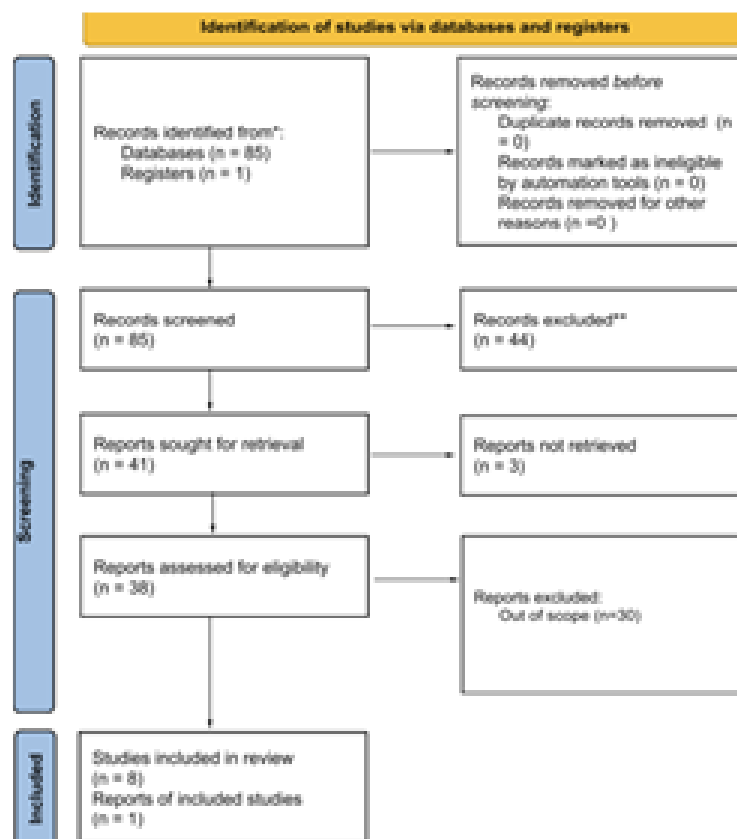 Identification of studies via databases and registers
Identification
Records identified from*:
Databases (n = 85)
Registers (n = 1)
Records removed before
screening:
Duplicate records removed (n
= 0)
Records marked as ineligible
by automation tools (n = 0)
Records removed for other
reasons (n =0 )
Screening
Records screened
(n = 85)
Records excluded**
(n = 44)
Reports sought for retrieval
(n = 41)
Reports not retrieved
(n = 3)
Reports assessed for eligibility
(n = 38)
Reports excluded:
Out of scope (n=30)
Included
Studies included in review
(n = 8)
Reports of included studies
(n = 1)